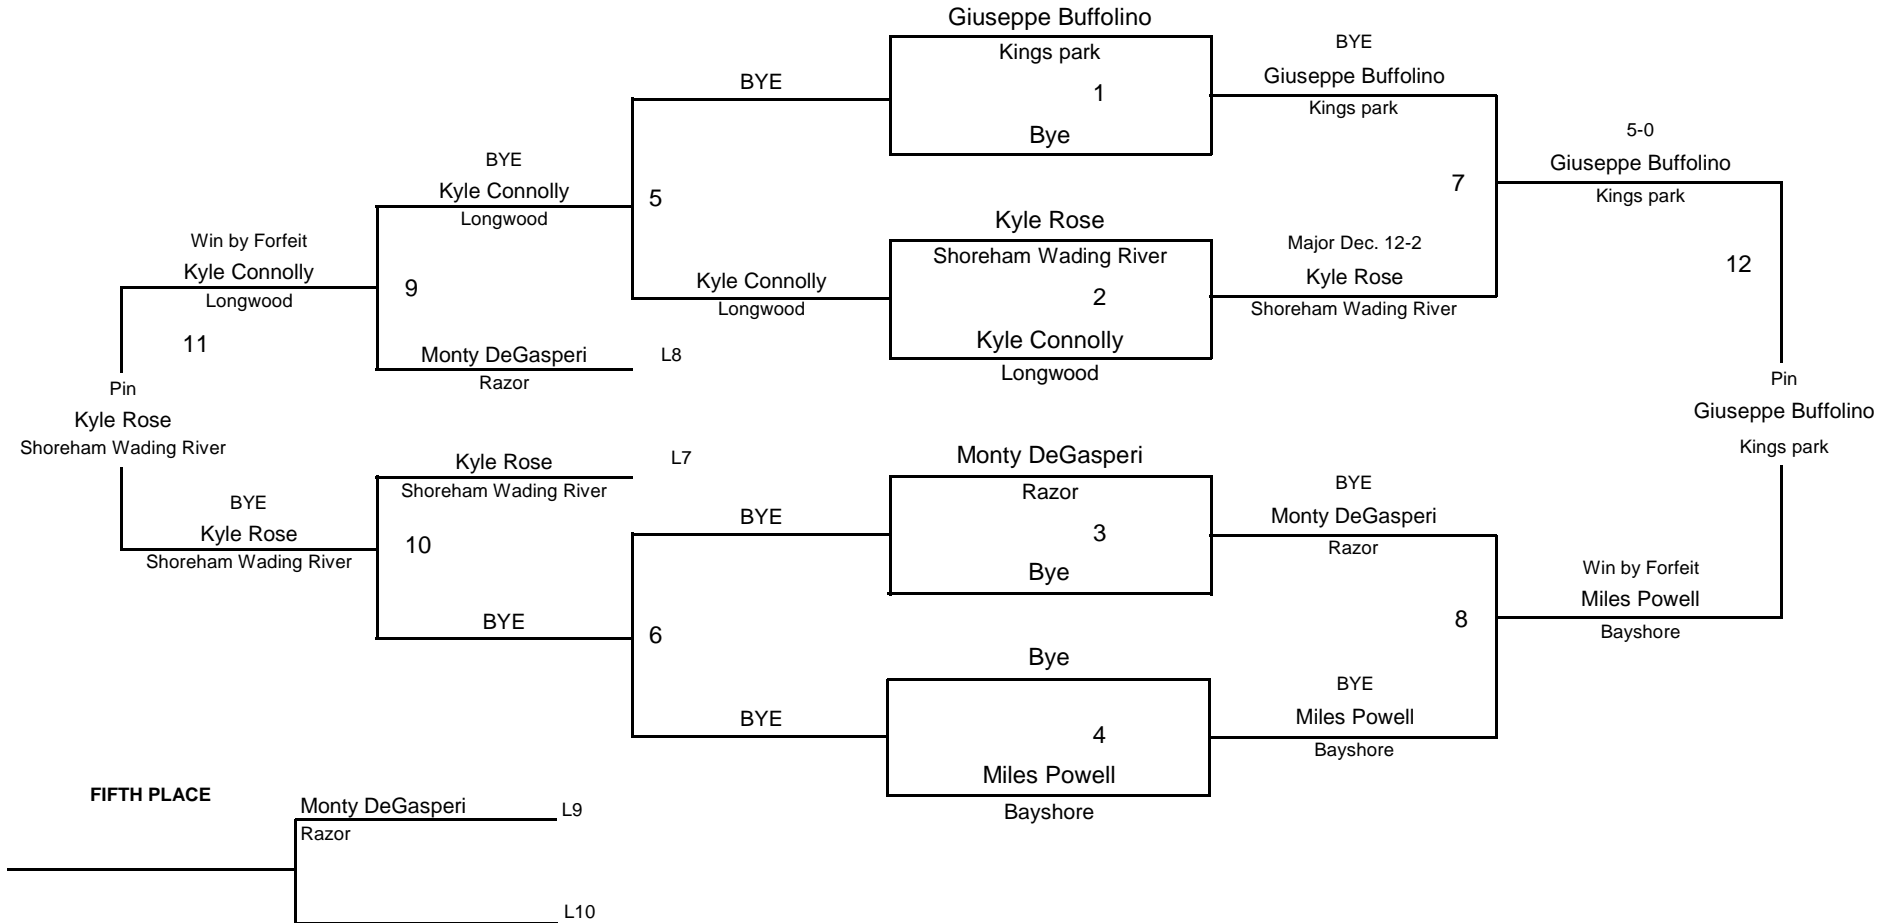 Giuseppe Buffolino
Kings park
1
Bye
BYE
Giuseppe Buffolino
Kings park
BYE
5-0
Giuseppe Buffolino
Kings park
7
BYE
Kyle Connolly
Longwood
5
Kyle Rose
Shoreham Wading River
2
Kyle Connolly
Longwood
Major Dec. 12-2
Kyle Rose
Shoreham Wading River
12
Win by Forfeit
Kyle Connolly
Longwood
9
Kyle Connolly
Longwood
11
Monty DeGasperi
Razor
L8
Pin
Kyle Rose
Shoreham Wading River
Pin
Giuseppe Buffolino
Kings park
Kyle Rose
Shoreham Wading River
L7
Monty DeGasperi
Razor
3
Bye
BYE
Monty DeGasperi
Razor
BYE
BYE
Kyle Rose
Shoreham Wading River
10
Win by Forfeit
Miles Powell
Bayshore
8
BYE
6
Bye
4
Miles Powell
Bayshore
BYE
Miles Powell
Bayshore
BYE
FIFTH PLACE
Monty DeGasperi
Razor
L9
L10